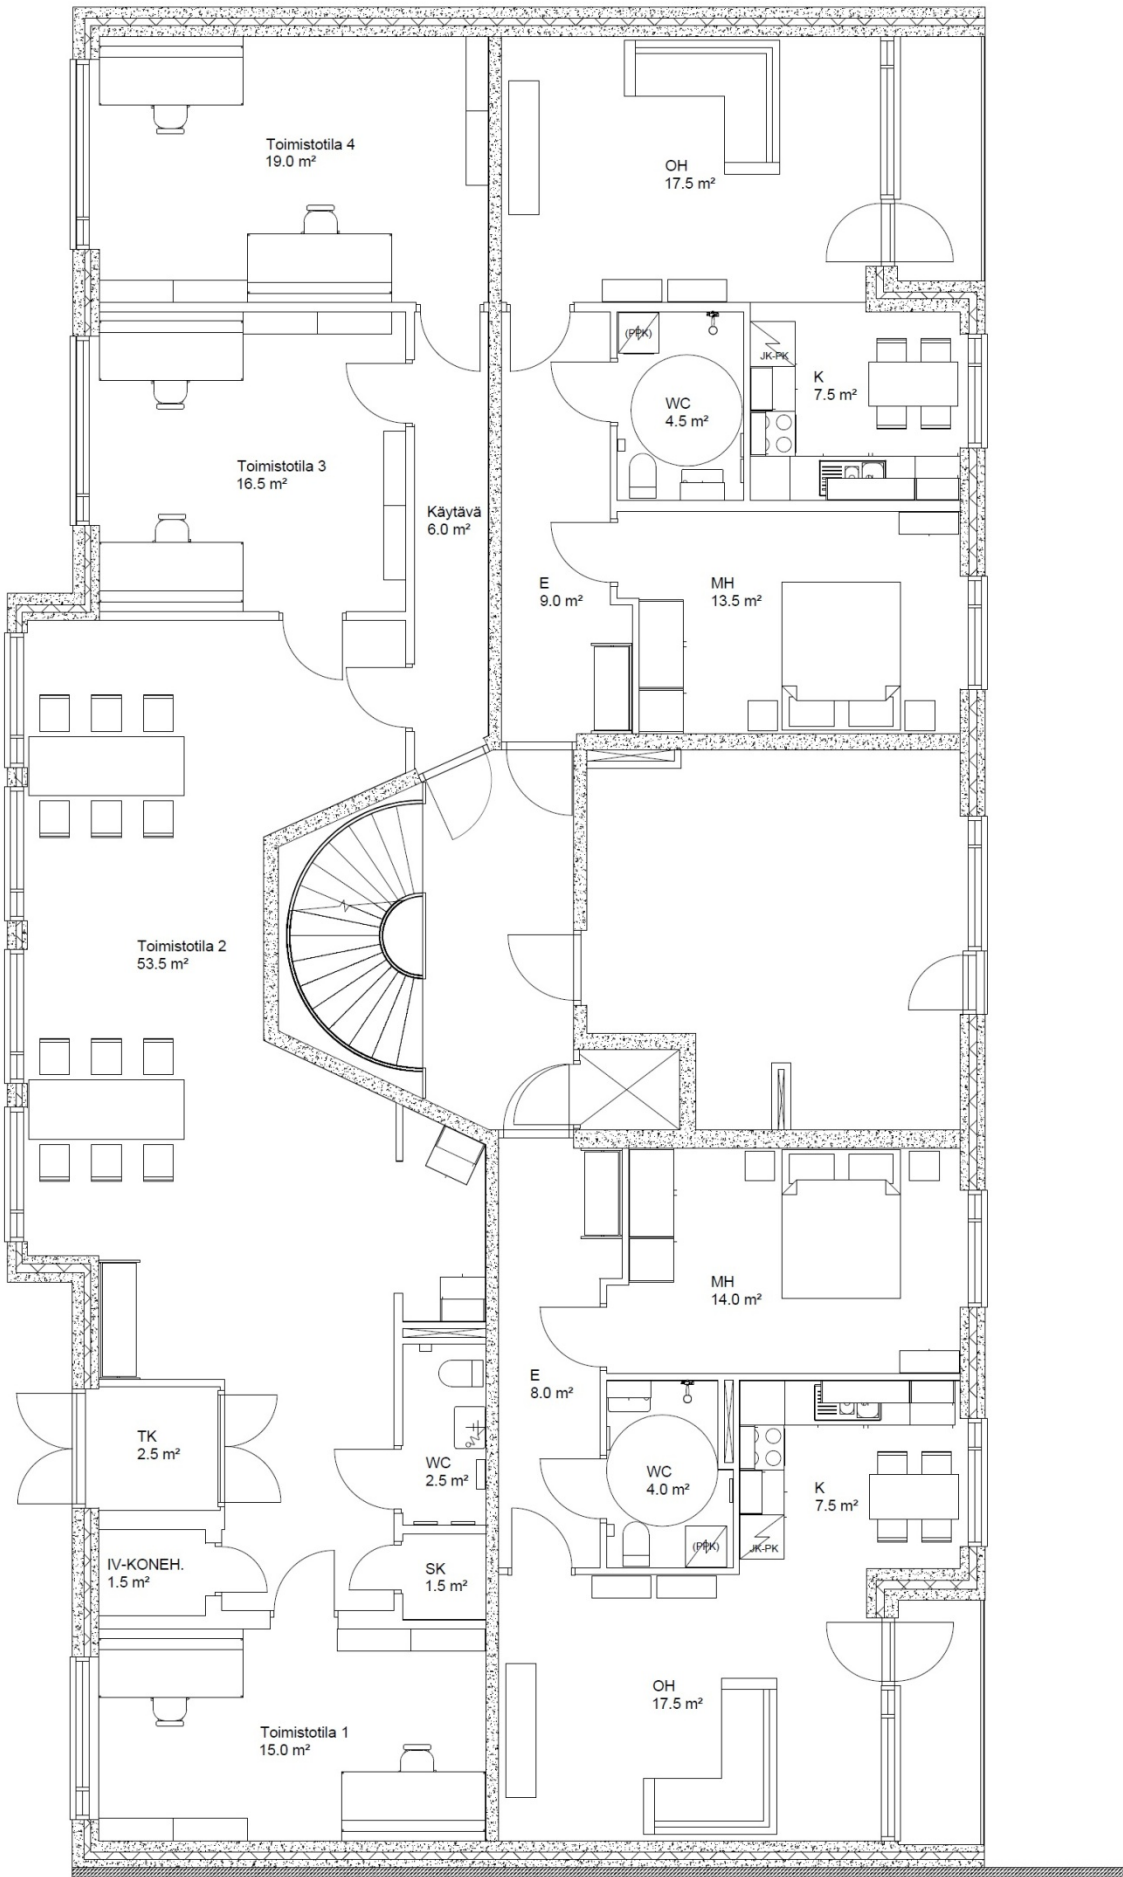 Toimistotila 4
19.0 m²
OH
17.5 m²
(PPK)
JK-PK
K
7.5 m²
WC
4.5 m²
Toimistotila 3
16.5 m²
Käytävä
6.0 m²
E
9.0 m²
MH
13.5 m²
Toimistotila 2
53.5 m²
MH
14.0 m²
E
8.0 m²
TK
2.5 m²
WC
2.5 m²
WC
4.0 m²
K
7.5 m²
(PPK)
JK-PK
IV-KONEH.
1.5 m²
SK
1.5 m²
OH
17.5 m²
Toimistotila 1
15.0 m²